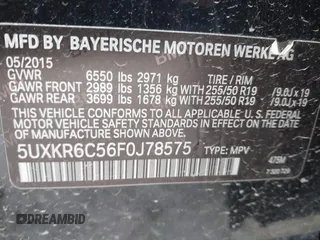 MFD BY BAYERISCHE MOTOREN WERKE AG
05/2015
GVWR 6550 lbs 2971 kg TIRE / RIM
GAWR FRONT 2989 lbs 1356 kg WITH 255/50 R19 /9.0J x 19
GAWR REAR 3699 lbs 1678 kg WITH 255/50 R19 /9.0J x 19
THIS VEHICLE CONFORMS TO ALL APPLICABLE U.S. FEDERAL
MOTOR VEHICLE SAFETY STANDARDS IN EFFECT ON THE
DATE OF MANUFACTURE SHOWN ABOVE.
5UXKR6C56F0J78575 TYPE: MPV
475M
DREAMBID